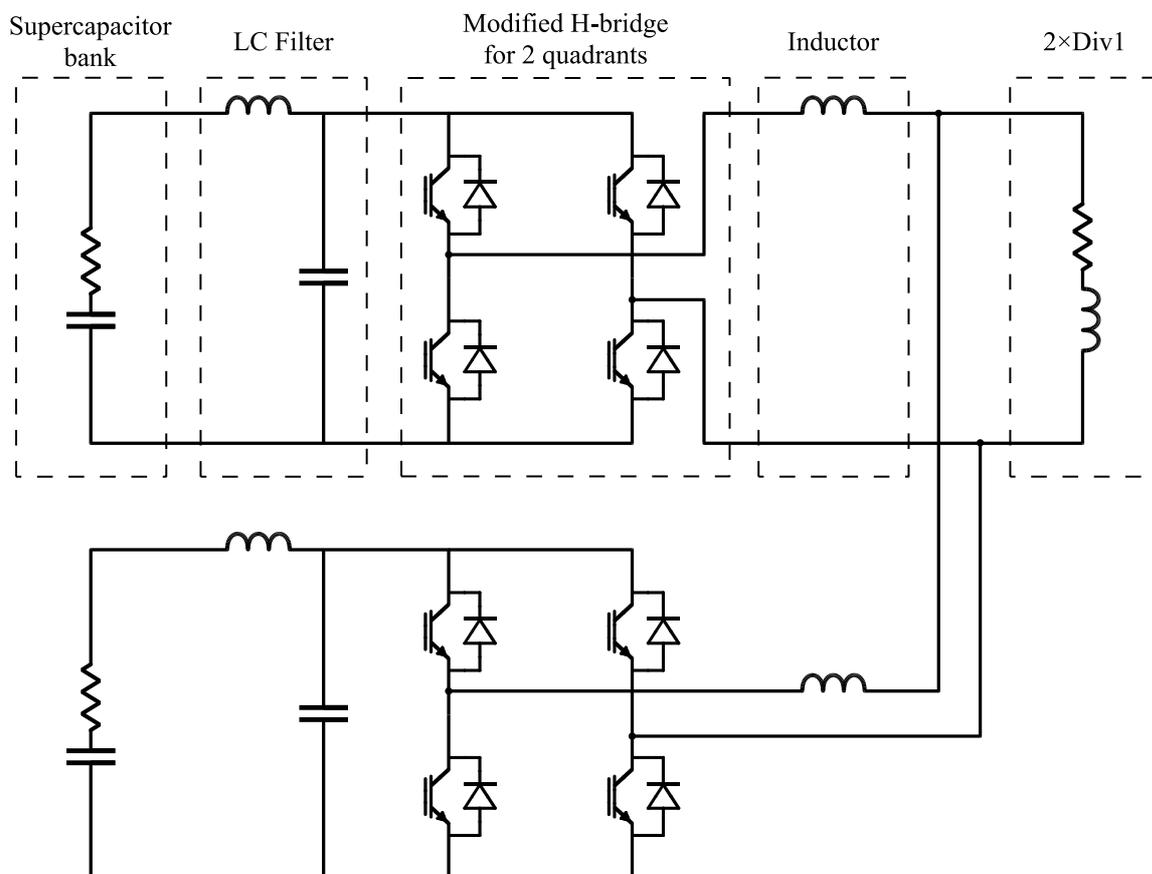 Supercapacitor
bank
LC Filter
Modified H-bridge
for 2 quadrants
Inductor
2×Div1